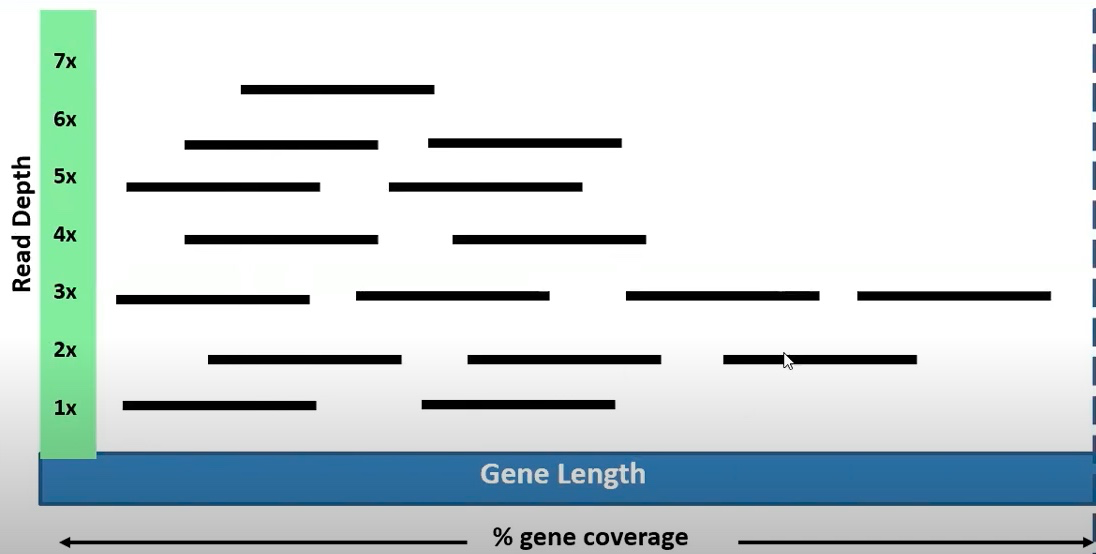 Read Depth
7x
6x
5x
4x
3x
2x
1x
Gene Length
% gene coverage